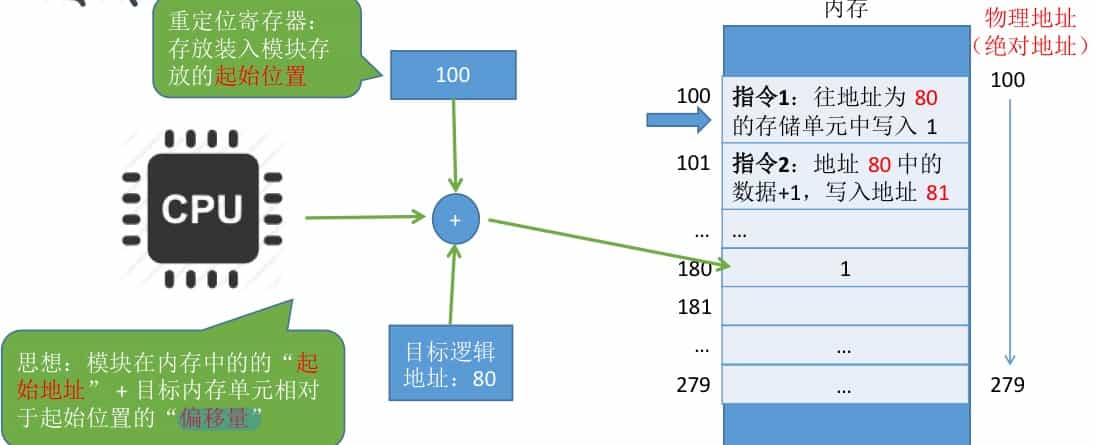 重定位寄存器：
存放装入模块存
放的起始位置
100
CPU
+
目标逻辑
地址：80
思想：模块在内存中的的“起
始地址”+目标内存单元相对
于起始位置的“偏移量”
内存
物理地址
（绝对地址）
100
指令1：往地址为 80
的存储单元中写入 1
100
101
指令2：地址 80 中的
数据+1，写入地址 81
...
...
180
1
181
...
...
279
...
279